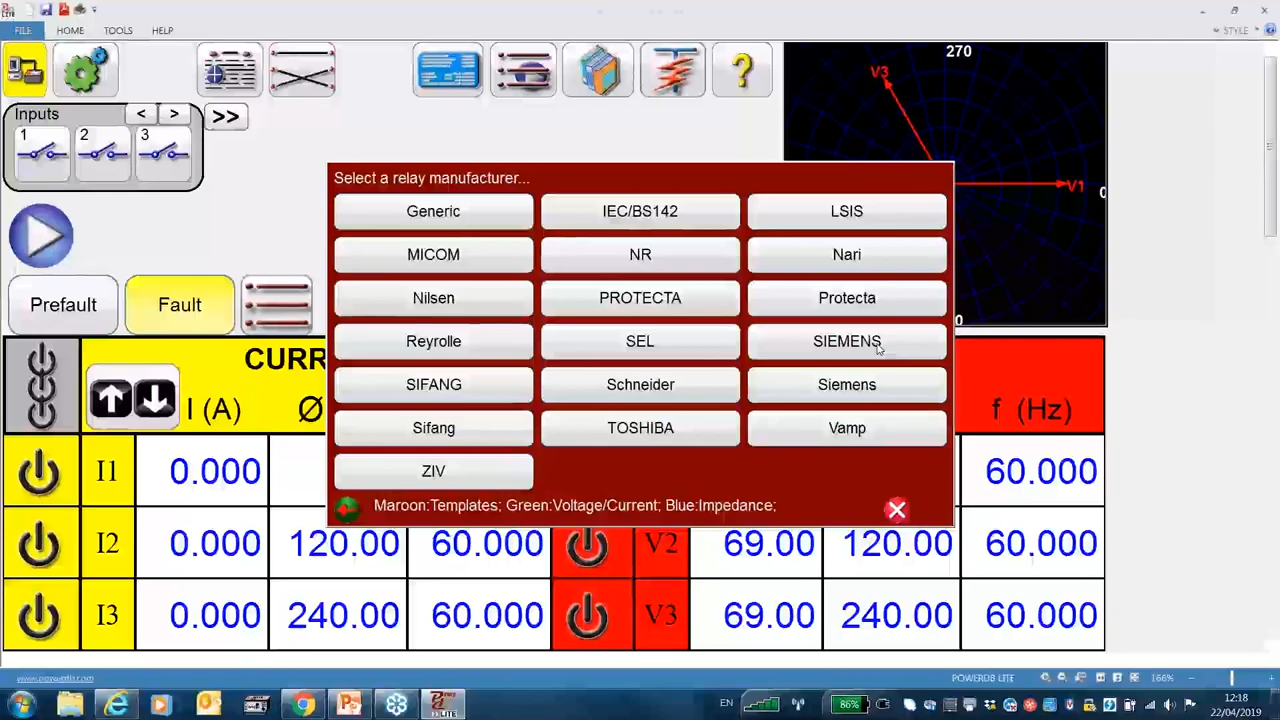 FILE HOME TOOLS HELP
STYLE
Inputs < >
1 2 3
>>
270
V3
V1
0
0
Select a relay manufacturer...
Generic IEC/BS142 LSIS
MICOM NR Nari
Nilsen PROTECTA Protecta
Reyrolle SEL SIEMENS
SIFANG Schneider Siemens
Sifang TOSHIBA Vamp
ZIV
Maroon:Templates; Green:Voltage/Current; Blue:Impedance;
Prefault Fault
CURR
I (A) Ø f (Hz)
I1 0.000 60.000
I2 0.000 120.00 60.000 V2 69.00 120.00 60.000
I3 0.000 240.00 60.000 V3 69.00 240.00 60.000
POWERDB LITE 166%
EN 86% 12:18
22/04/2019